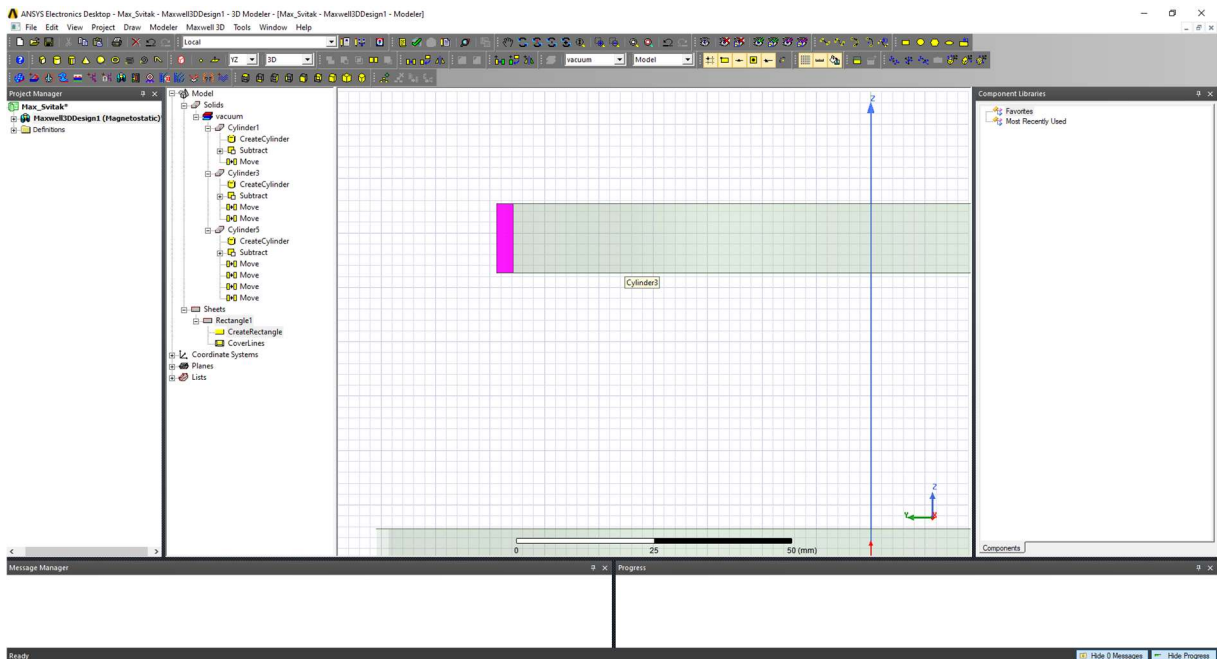 ANSYS Electronics Desktop - Max_Svitak - Maxwell3DDesign1 - 3D Modeler - [Max_Svitak - Maxwell3DDesign1 - Modeler]
File Edit View Project Draw Modeler Maxwell 3D Tools Window Help
Local
YZ 3D vacuum Model
Project Manager
Max_Svitak*
Maxwell3DDesign1 (Magnetostatic)
Definitions
Model
Solids
vacuum
Cylinder1
CreateCylinder
Subtract
Move
Cylinder3
CreateCylinder
Subtract
Move
Move
Cylinder5
CreateCylinder
Subtract
Move
Move
Move
Move
Sheets
Rectangle1
CreateRectangle
CoverLines
Coordinate Systems
Planes
Lists
Z
Cylinder3
Z
Y
X
0 25 50 (mm)
Component Libraries
Favorites
Most Recently Used
Components
Message Manager
Progress
Ready
Hide 0 Messages Hide Progress